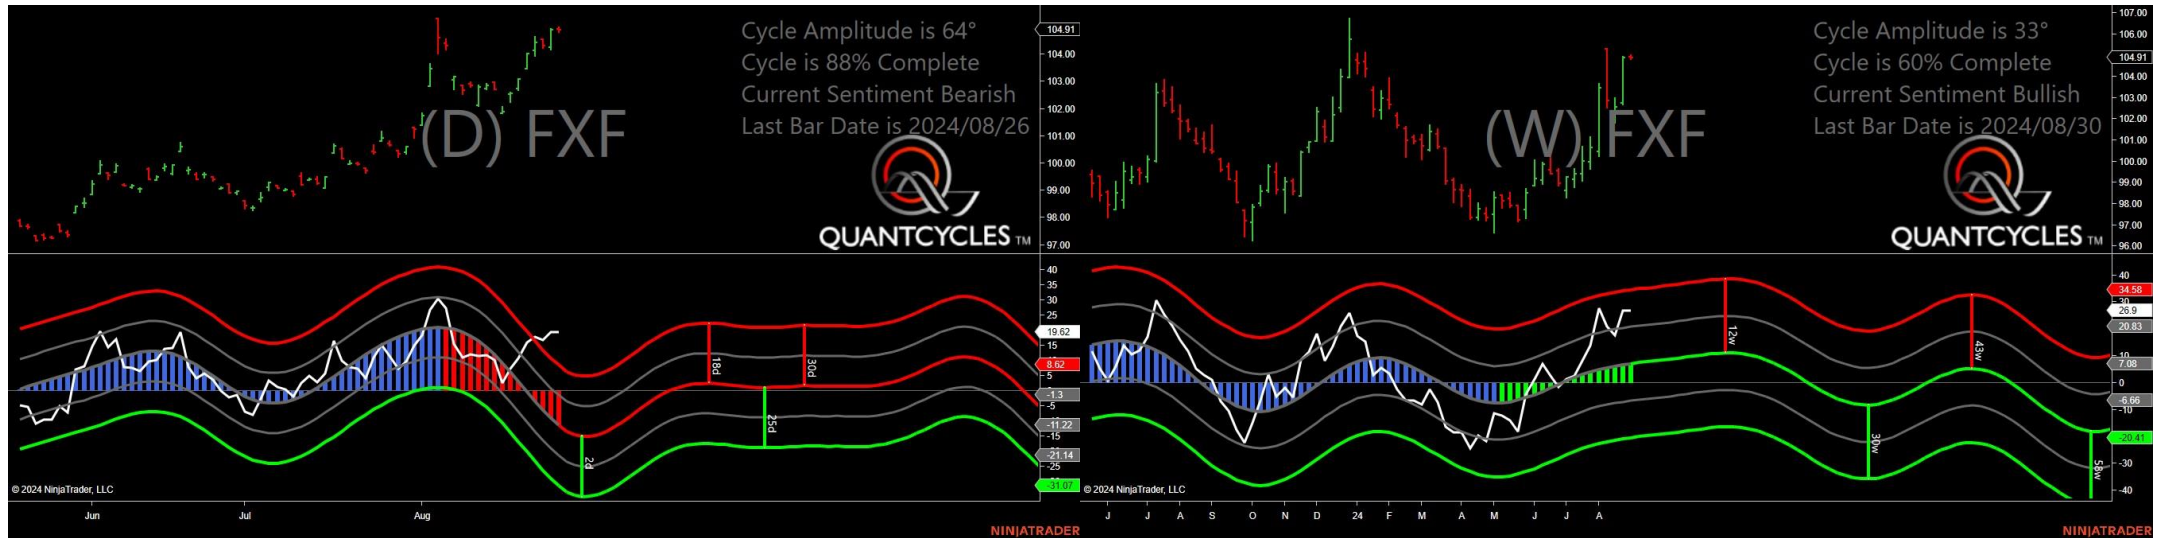 Cycle Amplitude is 64°
Cycle is 88% Complete
Current Sentiment Bearish
Last Bar Date is 2024/08/26
(D) FXF
QUANTCYCLES TM
104.91
104.00
103.00
102.00
101.00
100.00
99.00
98.00
97.00
40
35
30
25
19.62
15
8.62
5
-1.3
-5
-11.22
-15
-21.14
-25
-31.07
2d
18d
25d
30d
© 2024 NinjaTrader, LLC
Jun Jul Aug
NINJATRADER
Cycle Amplitude is 33°
Cycle is 60% Complete
Current Sentiment Bullish
Last Bar Date is 2024/08/30
(W) FXF
QUANTCYCLES TM
107.00
106.00
104.91
104.00
103.00
102.00
101.00
100.00
99.00
98.00
97.00
96.00
40
34.58
30
26.9
20.83
10
7.08
0
-6.66
-10
-20.41
-30
-40
12w
30w
43w
58w
© 2024 NinjaTrader, LLC
J J A S O N D 24 F M A M J J A
NINJATRADER